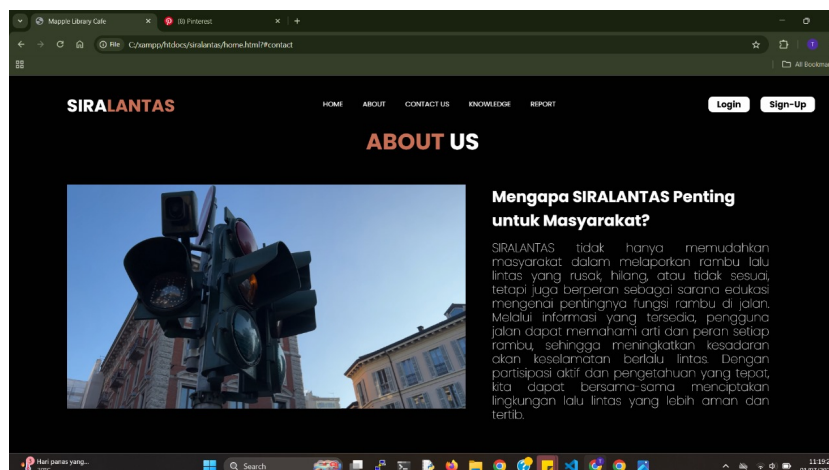 Mapple Library Cafe
(8) Pinterest
File
C:/xampp/htdocs/siralantas/home.html?#contact
All Bookmar
SIRALANTAS
HOME
ABOUT
CONTACT US
KNOWLEDGE
REPORT
Login
Sign-Up
ABOUT US
Mengapa SIRALANTAS Penting
untuk Masyarakat?
SIRALANTAS tidak hanya memudahkan
masyarakat dalam melaporkan rambu lalu
lintas yang rusak, hilang, atau tidak sesuai,
tetapi juga berperan sebagai sarana edukasi
mengenai pentingnya fungsi rambu di jalan.
Melalui informasi yang tersedia, pengguna
jalan dapat memahami arti dan peran setiap
rambu, sehingga meningkatkan kesadaran
akan keselamatan berlalu lintas. Dengan
partisipasi aktif dan pengetahuan yang tepat,
kita dapat bersama-sama menciptakan
lingkungan lalu lintas yang lebih aman dan
tertib.
Hari panas yang...
Search